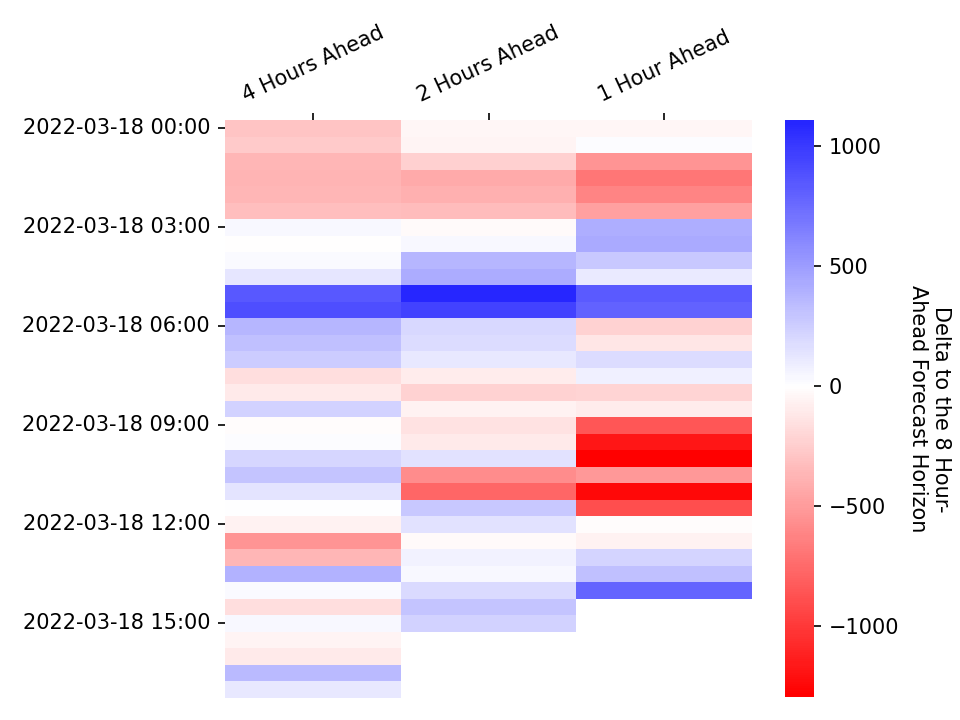 4 Hours Ahead
2 Hours Ahead
1 Hour Ahead
2022-03-18 00:00
2022-03-18 03:00
2022-03-18 06:00
2022-03-18 09:00
2022-03-18 12:00
2022-03-18 15:00
1000
500
0
−500
−1000
Delta to the 8 Hour-
Ahead Forecast Horizon